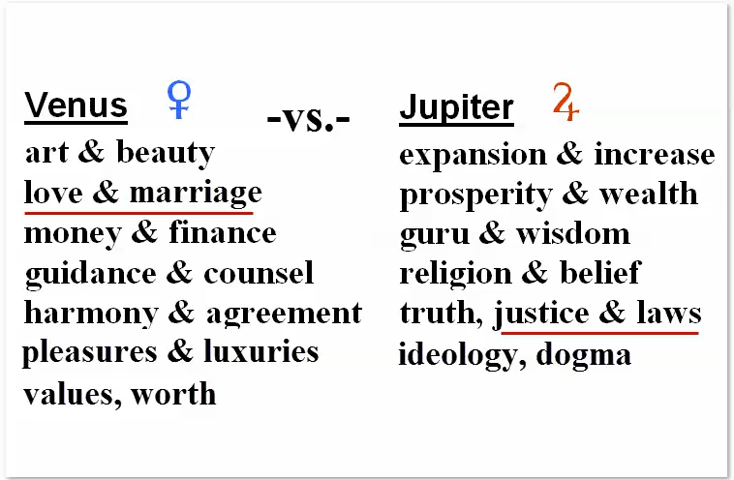 Venus ♀
-vs.-
Jupiter ♃
art & beauty
love & marriage
money & finance
guidance & counsel
harmony & agreement
pleasures & luxuries
values, worth
expansion & increase
prosperity & wealth
guru & wisdom
religion & belief
truth, justice & laws
ideology, dogma